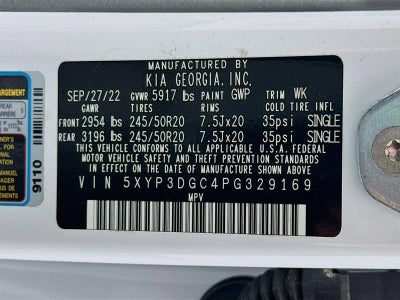 MANUFACTURED BY
KIA GEORGIA, INC.
SEP/27/22 GVWR 5917 lbs PAINT GWP TRIM WK
GAWR TIRES RIMS COLD TIRE INFL
FRONT 2954 lbs 245/50R20 7.5Jx20 35psi SINGLE
REAR 3196 lbs 245/50R20 7.5Jx20 35psi SINGLE
THIS VEHICLE CONFORMS TO ALL APPLICABLE U.S.A. FEDERAL
MOTOR VEHICLE SAFETY STANDARDS IN EFFECT ON THE
DATE OF MANUFACTURE SHOWN ABOVE.
VIN 5XYP3DGC4PG329169
MPV
REAR
5
9110